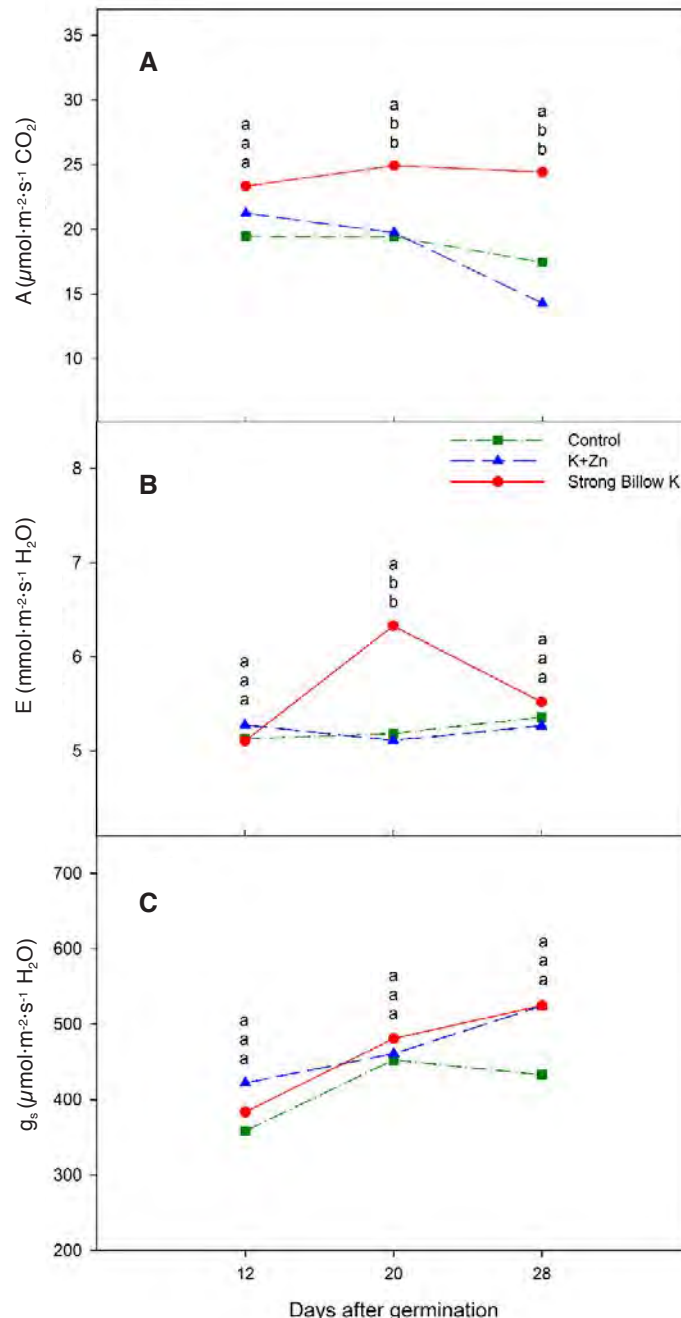 A
A (µmol·m⁻²·s⁻¹ CO₂)
35
30
25
20
15
10
a
a
a
a
b
b
a
b
b
B
E (mmol·m⁻²·s⁻¹ H₂O)
8
7
6
5
Control
K+Zn
Strong Billow K
a
a
a
a
b
b
a
a
a
C
gₛ (µmol·m⁻²·s⁻¹ H₂O)
700
600
500
400
300
200
a
a
a
a
a
a
a
a
a
12 20 28
Days after germination